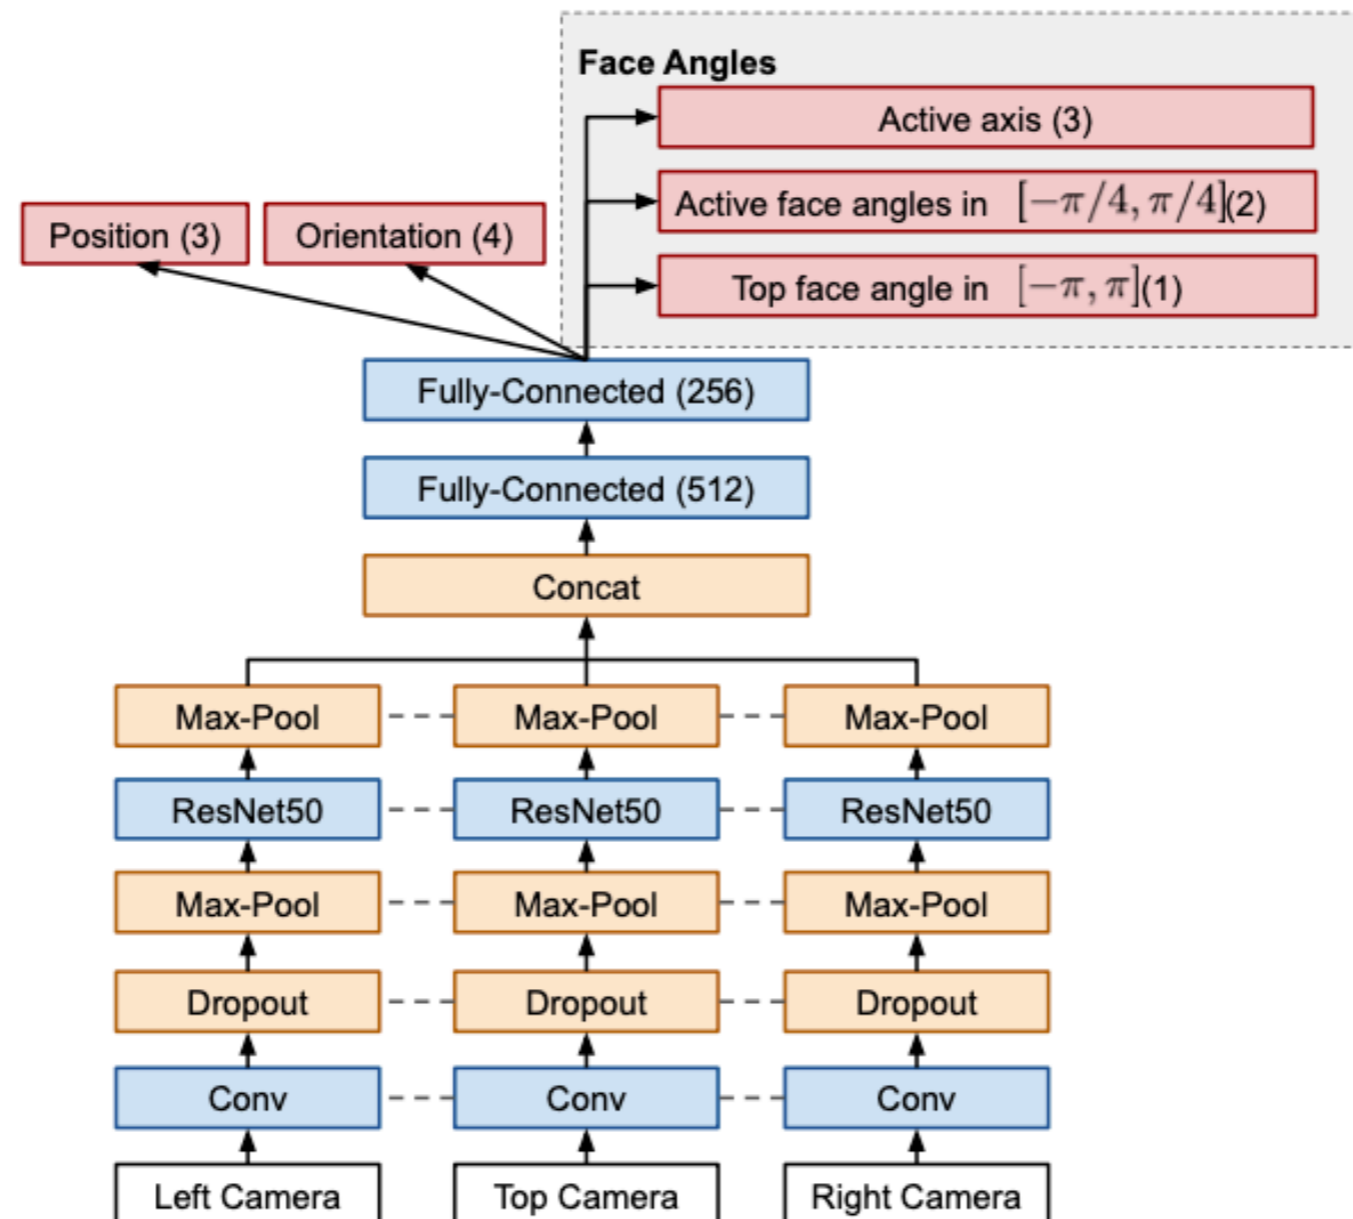 Face Angles
Active axis (3)
Active face angles in [−π/4, π/4](2)
Top face angle in [−π, π](1)
Position (3) Orientation (4)
Fully-Connected (256)
Fully-Connected (512)
Concat
Max-Pool Max-Pool Max-Pool
ResNet50 ResNet50 ResNet50
Max-Pool Max-Pool Max-Pool
Dropout Dropout Dropout
Conv Conv Conv
Left Camera Top Camera Right Camera